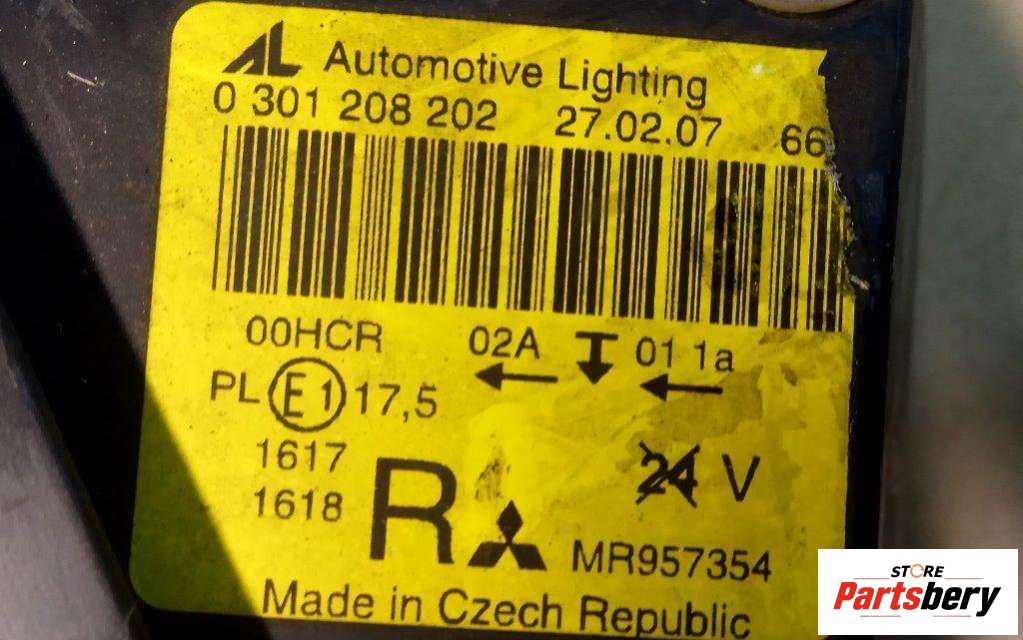 AL Automotive Lighting
0 301 208 202 27.02.07 66
00HCR 02A 01 1a
PL E1 17,5
1617
1618
R 24 V
MR957354
Made in Czech Republic
STORE
Partsbery